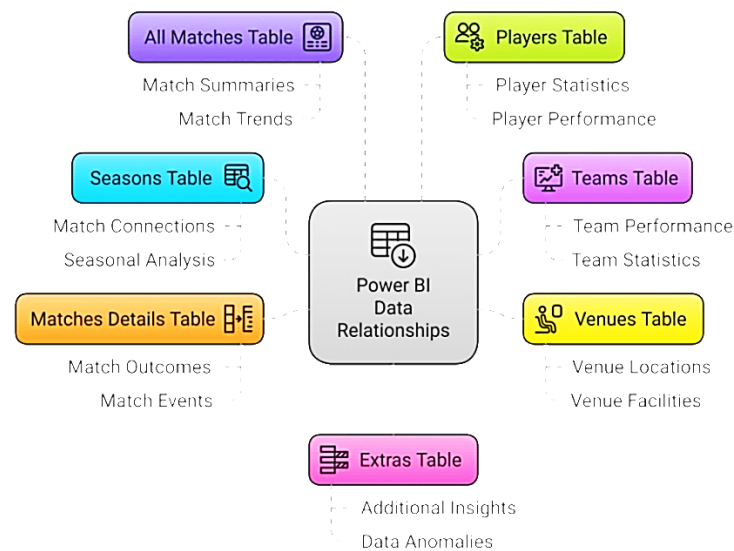 All Matches Table
Match Summaries
Match Trends
Players Table
Player Statistics
Player Performance
Seasons Table
Match Connections
Seasonal Analysis
Teams Table
Team Performance
Team Statistics
Power BI
Data
Relationships
Matches Details Table
Match Outcomes
Match Events
Venues Table
Venue Locations
Venue Facilities
Extras Table
Additional Insights
Data Anomalies